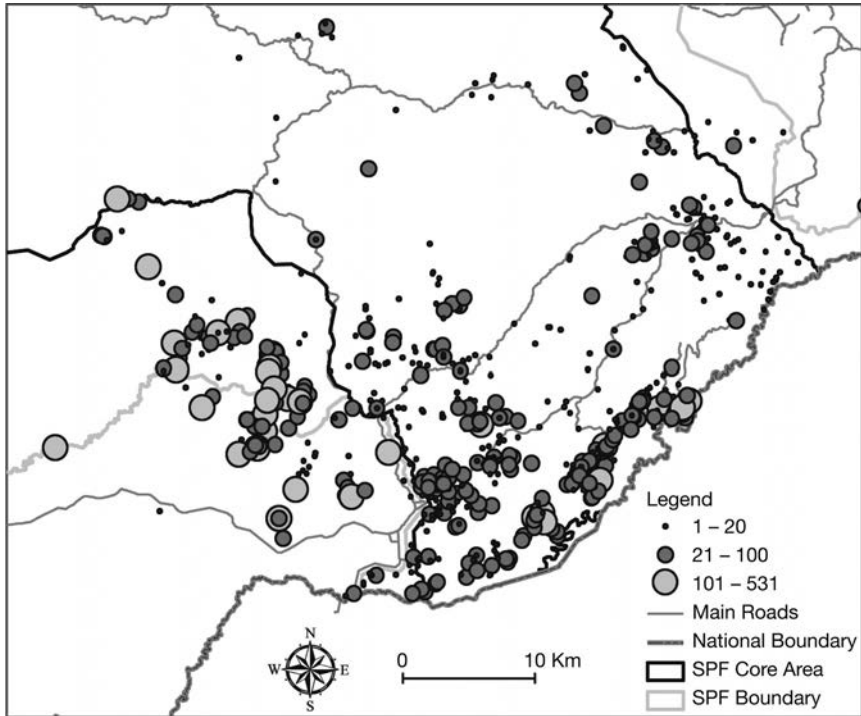 Legend
1 – 20
21 – 100
101 – 531
Main Roads
National Boundary
SPF Core Area
SPF Boundary
N
W E
S
0 10 Km